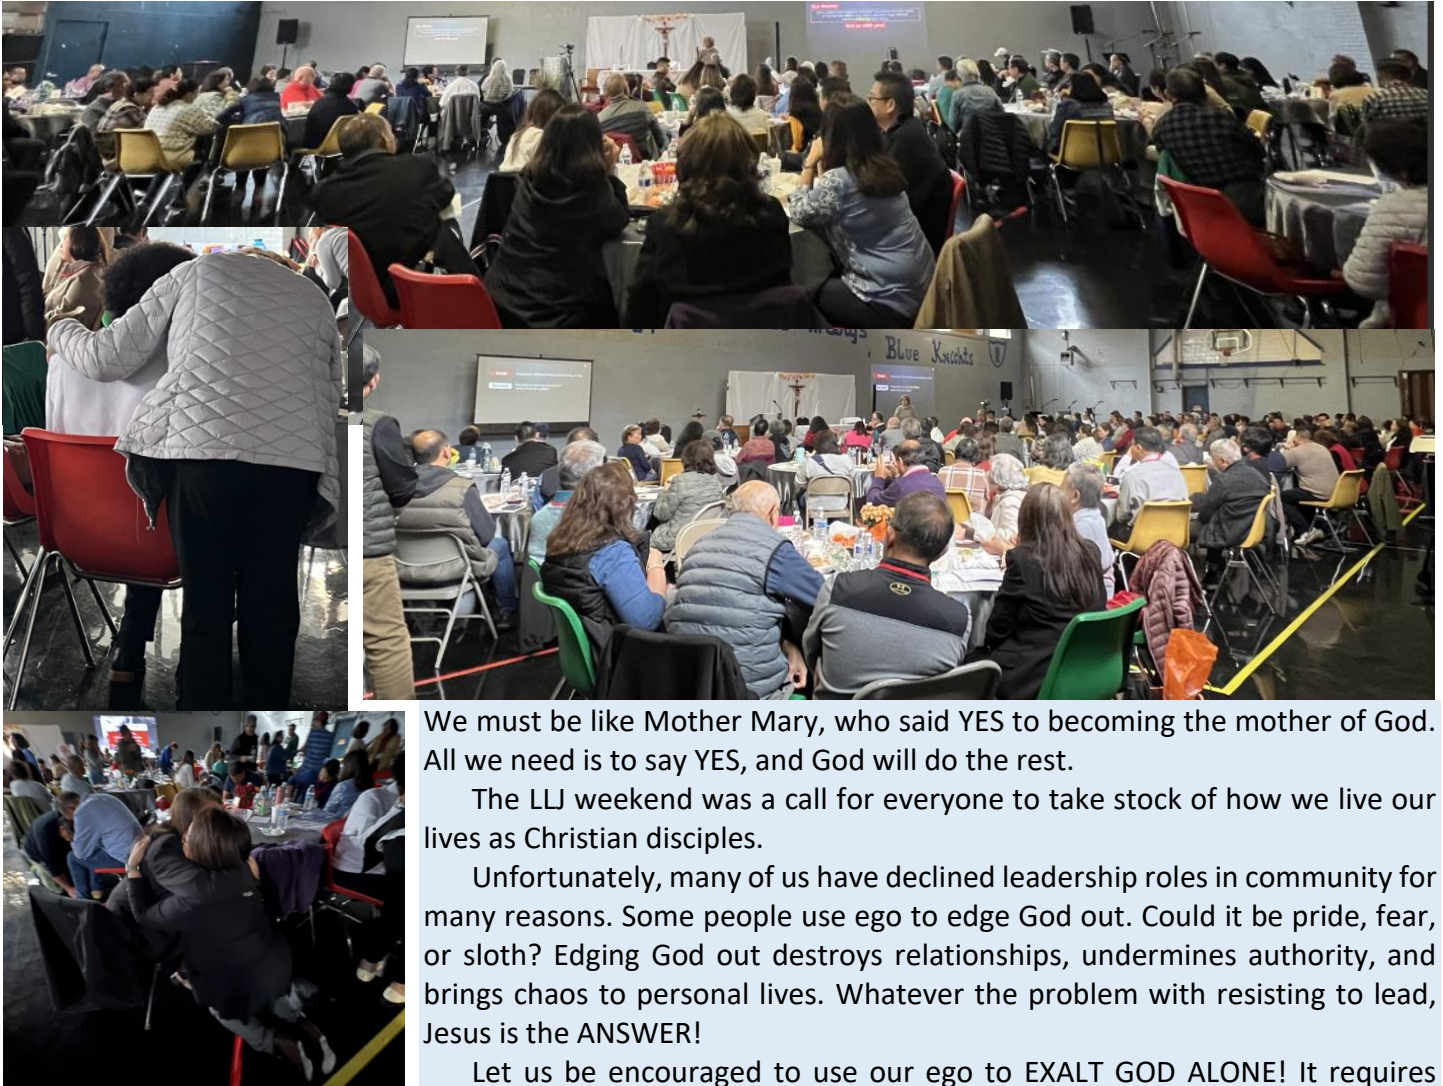 Blue Knights
We must be like Mother Mary, who said YES to becoming the mother of God.
All we need is to say YES, and God will do the rest.
The LLJ weekend was a call for everyone to take stock of how we live our
lives as Christian disciples.
Unfortunately, many of us have declined leadership roles in community for
many reasons. Some people use ego to edge God out. Could it be pride, fear,
or sloth? Edging God out destroys relationships, undermines authority, and
brings chaos to personal lives. Whatever the problem with resisting to lead,
Jesus is the ANSWER!
Let us be encouraged to use our ego to EXALT GOD ALONE! It requires